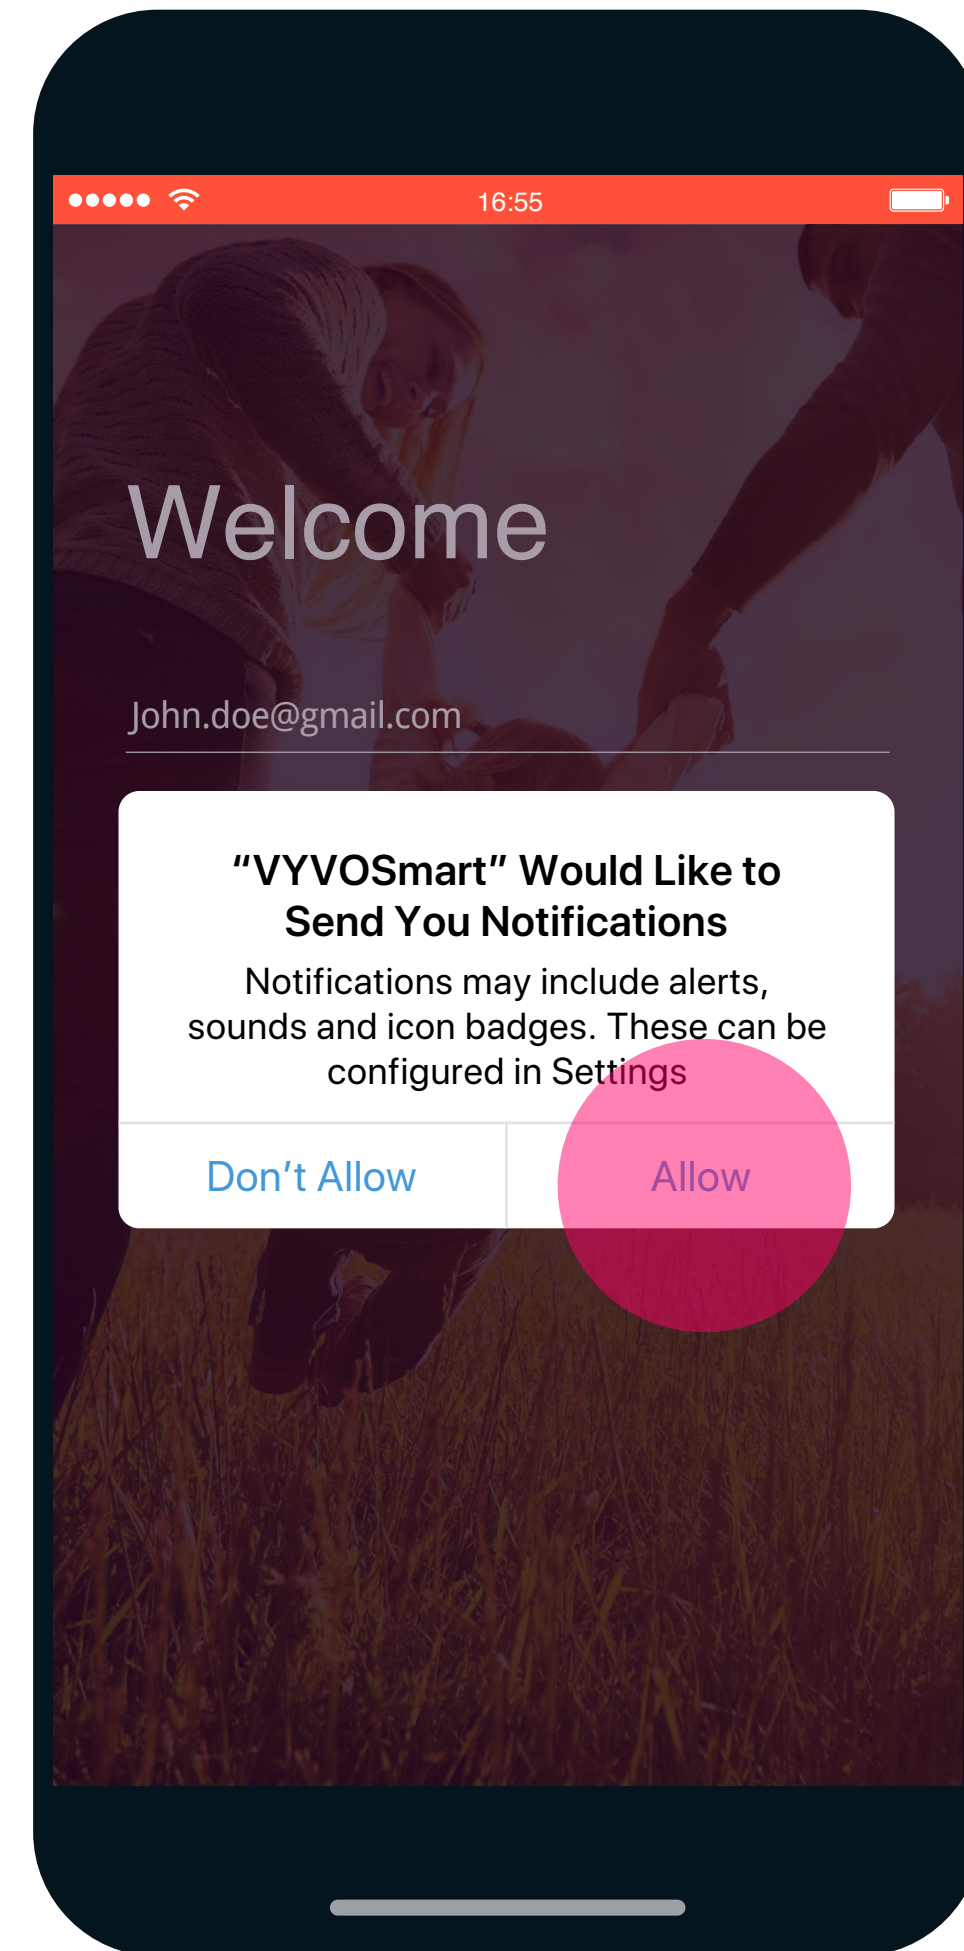 16:55
Welcome
John.doe@gmail.com
“VYVOSmart” Would Like to
Send You Notifications
Notifications may include alerts,
sounds and icon badges. These can be
configured in Settings
Don’t Allow
Allow